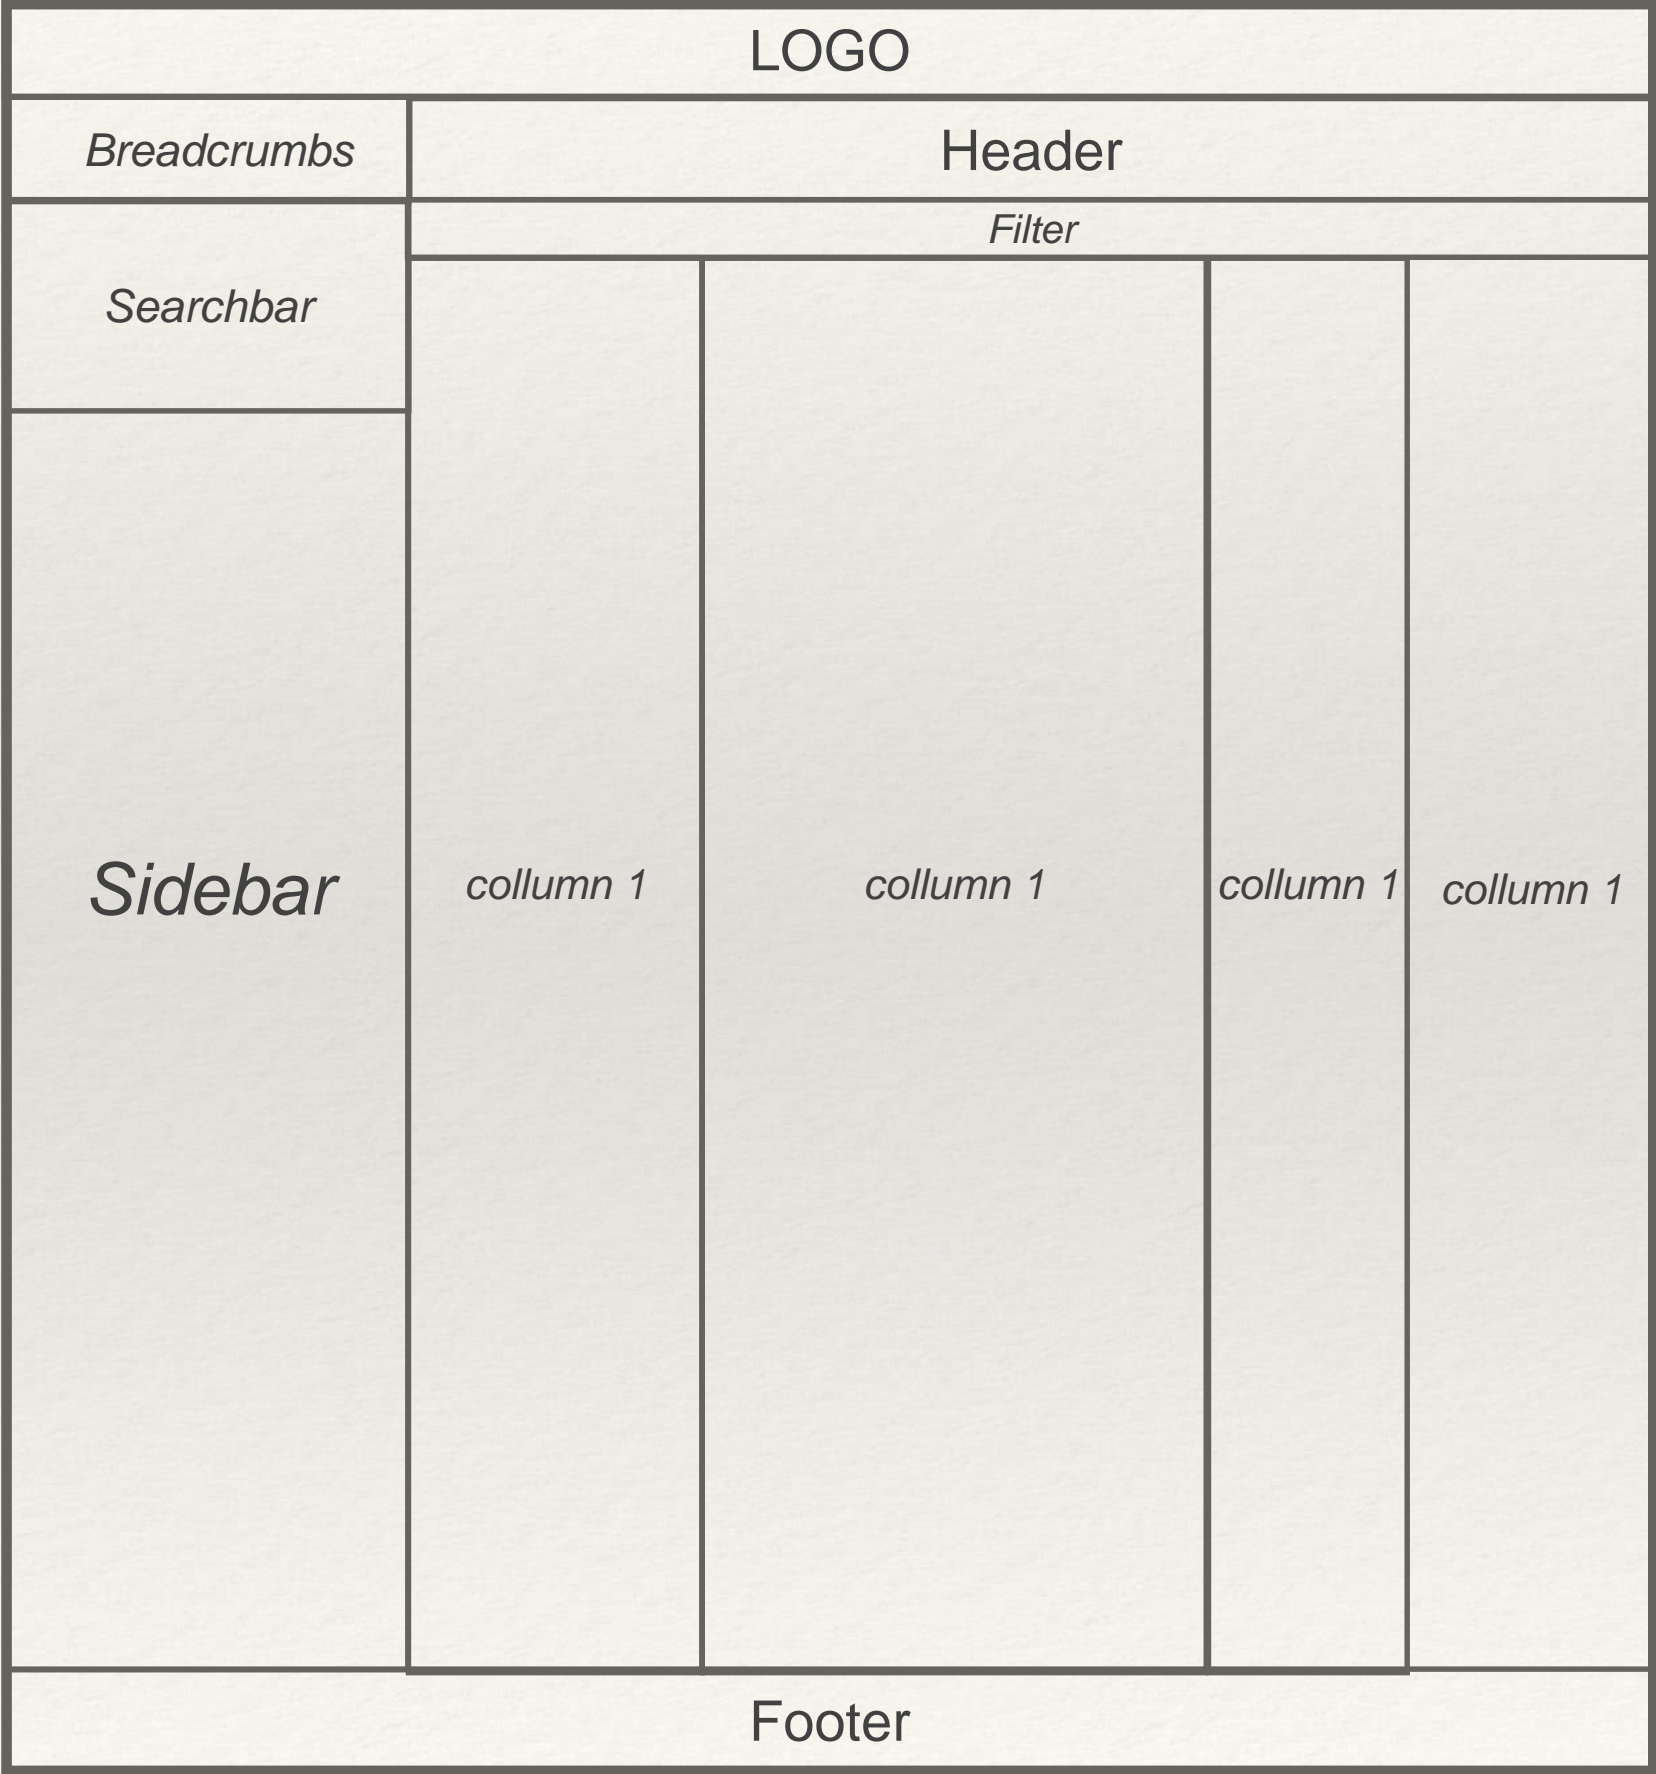 LOGO
Breadcrumbs
Header
Filter
Searchbar
Sidebar
collumn 1
collumn 1
collumn 1
collumn 1
Footer